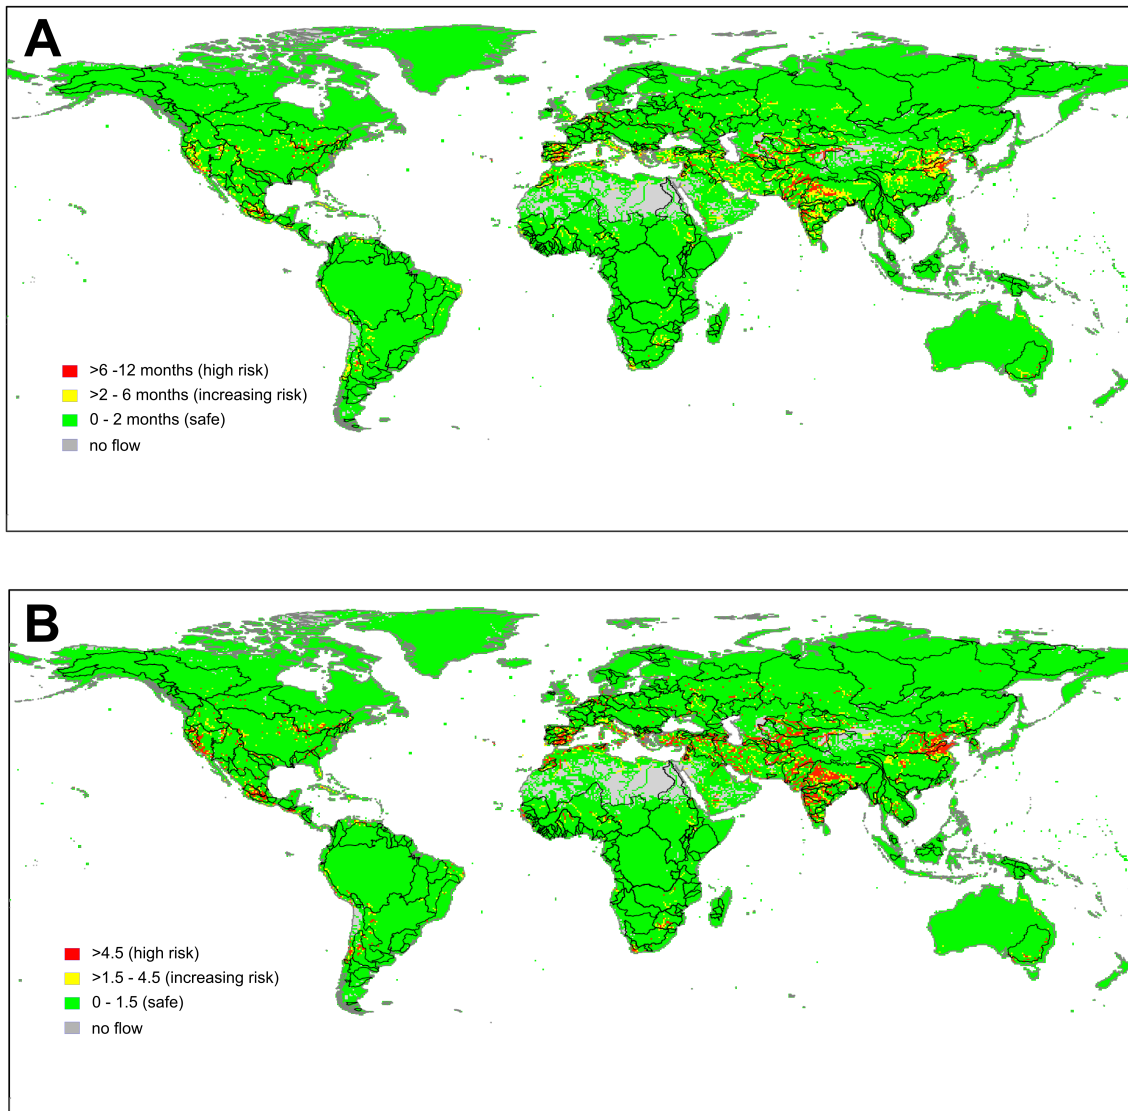 A
>6 -12 months (high risk)
>2 - 6 months (increasing risk)
0 - 2 months (safe)
no flow
B
>4.5 (high risk)
>1.5 - 4.5 (increasing risk)
0 - 1.5 (safe)
no flow